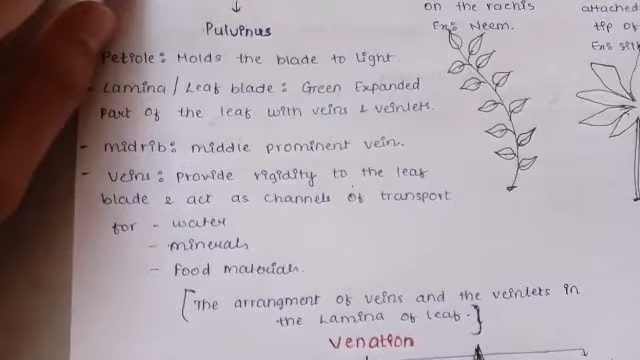 on the rachis
attached
Pulvinus
Ex: Neem.
tip of
Petiole: Holds the blade to light.
- Lamina / Leaf blade: Green Expanded
part of the leaf with veins & veinlets.
- midrib: middle prominent vein.
- Veins: provide rigidity to the leaf
blade & act as channels of transport
for - water
- minerals
- food materials.
[The arrangment of veins and the veinlets in
the Lamina of leaf.}
Venation